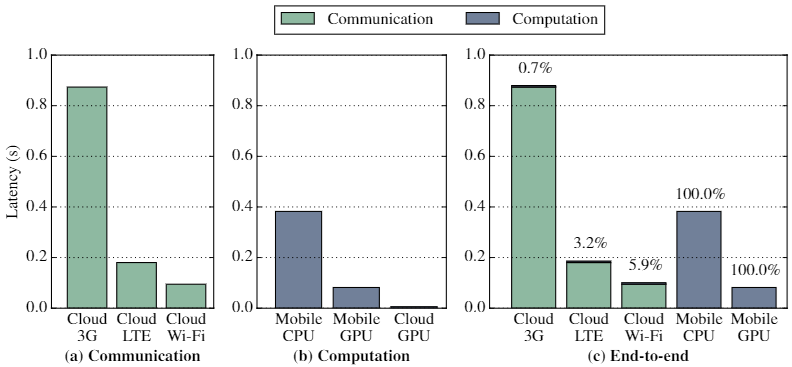 Communication
Computation
Latency (s)
1.0
0.8
0.6
0.4
0.2
0.0
Cloud 3G
Cloud LTE
Cloud Wi-Fi
(a) Communication
1.0
0.8
0.6
0.4
0.2
0.0
Mobile CPU
Mobile GPU
Cloud GPU
(b) Computation
1.0
0.8
0.6
0.4
0.2
0.0
0.7%
3.2%
5.9%
100.0%
100.0%
Cloud 3G
Cloud LTE
Cloud Wi-Fi
Mobile CPU
Mobile GPU
(c) End-to-end